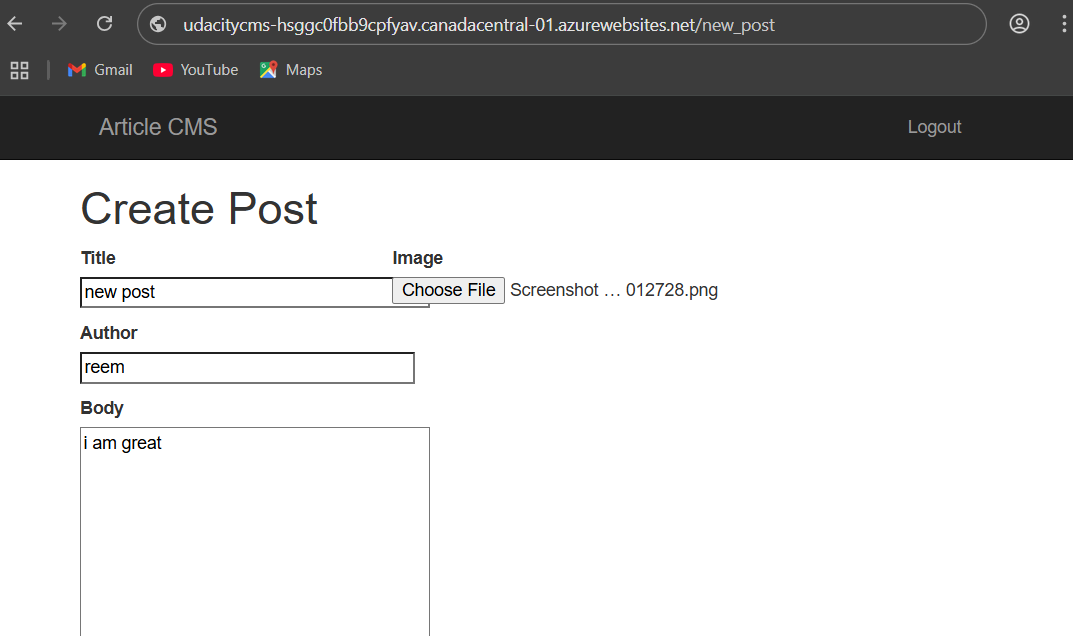 udacitycms-hsggc0fbb9cpfyav.canadacentral-01.azurewebsites.net/new_post
Gmail YouTube Maps
Article CMS Logout
Create Post
Title Image
new post Choose File Screenshot … 012728.png
Author
reem
Body
i am great